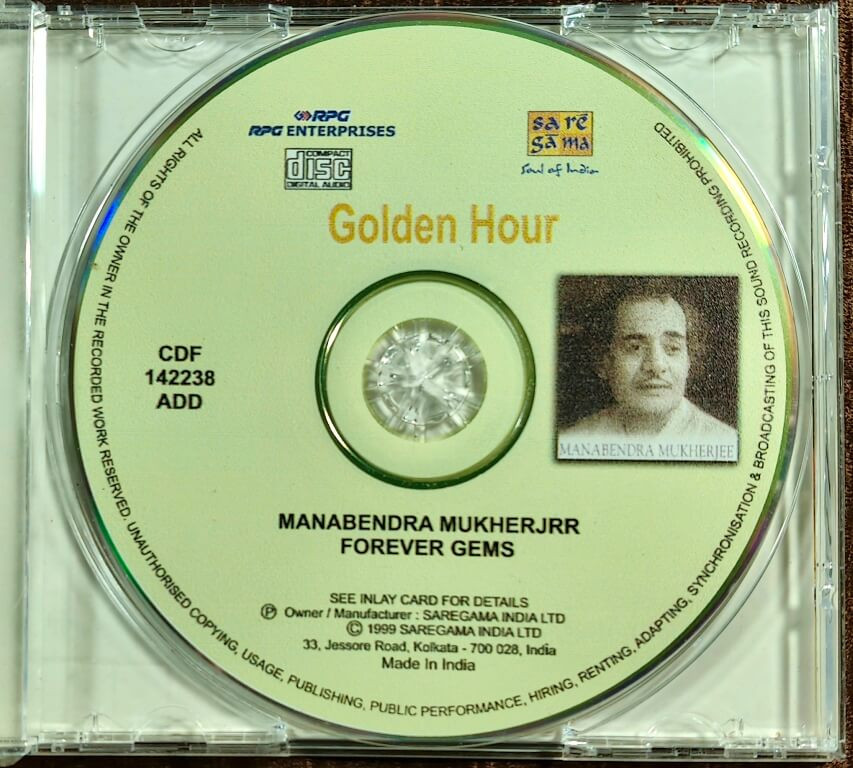 RPG
RPG ENTERPRISES
COMPACT
disc
DIGITAL AUDIO
sa rē
gā ma
Soul of India
Golden Hour
CDF
142238
ADD
MANABENDRA MUKHERJEE
MANABENDRA MUKHERJRR
FOREVER GEMS
SEE INLAY CARD FOR DETAILS
Ⓟ Owner / Manufacturer : SAREGAMA INDIA LTD
© 1999 SAREGAMA INDIA LTD
33, Jessore Road, Kolkata - 700 028, India
Made In India
ALL RIGHTS OF THE OWNER IN THE RECORDED WORK RESERVED. UNAUTHORISED COPYING, USAGE, PUBLISHING, PUBLIC PERFORMANCE, HIRING, RENTING, ADAPTING, SYNCHRONISATION & BROADCASTING OF THIS SOUND RECORDING PROHIBITED